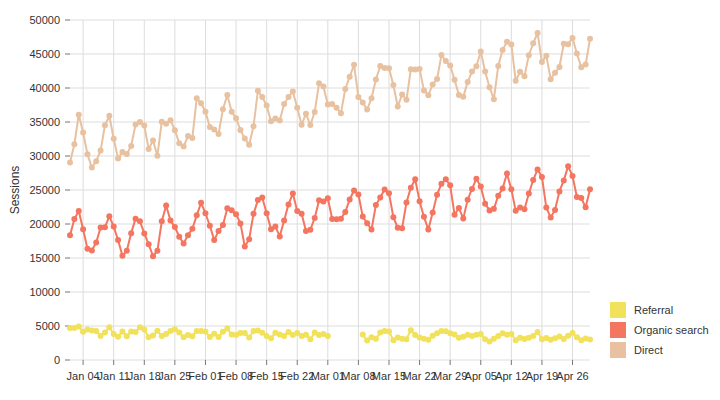 50000
45000
40000
35000
30000
25000
20000
15000
10000
5000
0
Sessions
Jan 04 Jan 11 Jan 18 Jan 25 Feb 01 Feb 08 Feb 15 Feb 22 Mar 01 Mar 08 Mar 15 Mar 22 Mar 29 Apr 05 Apr 12 Apr 19 Apr 26
Referral
Organic search
Direct